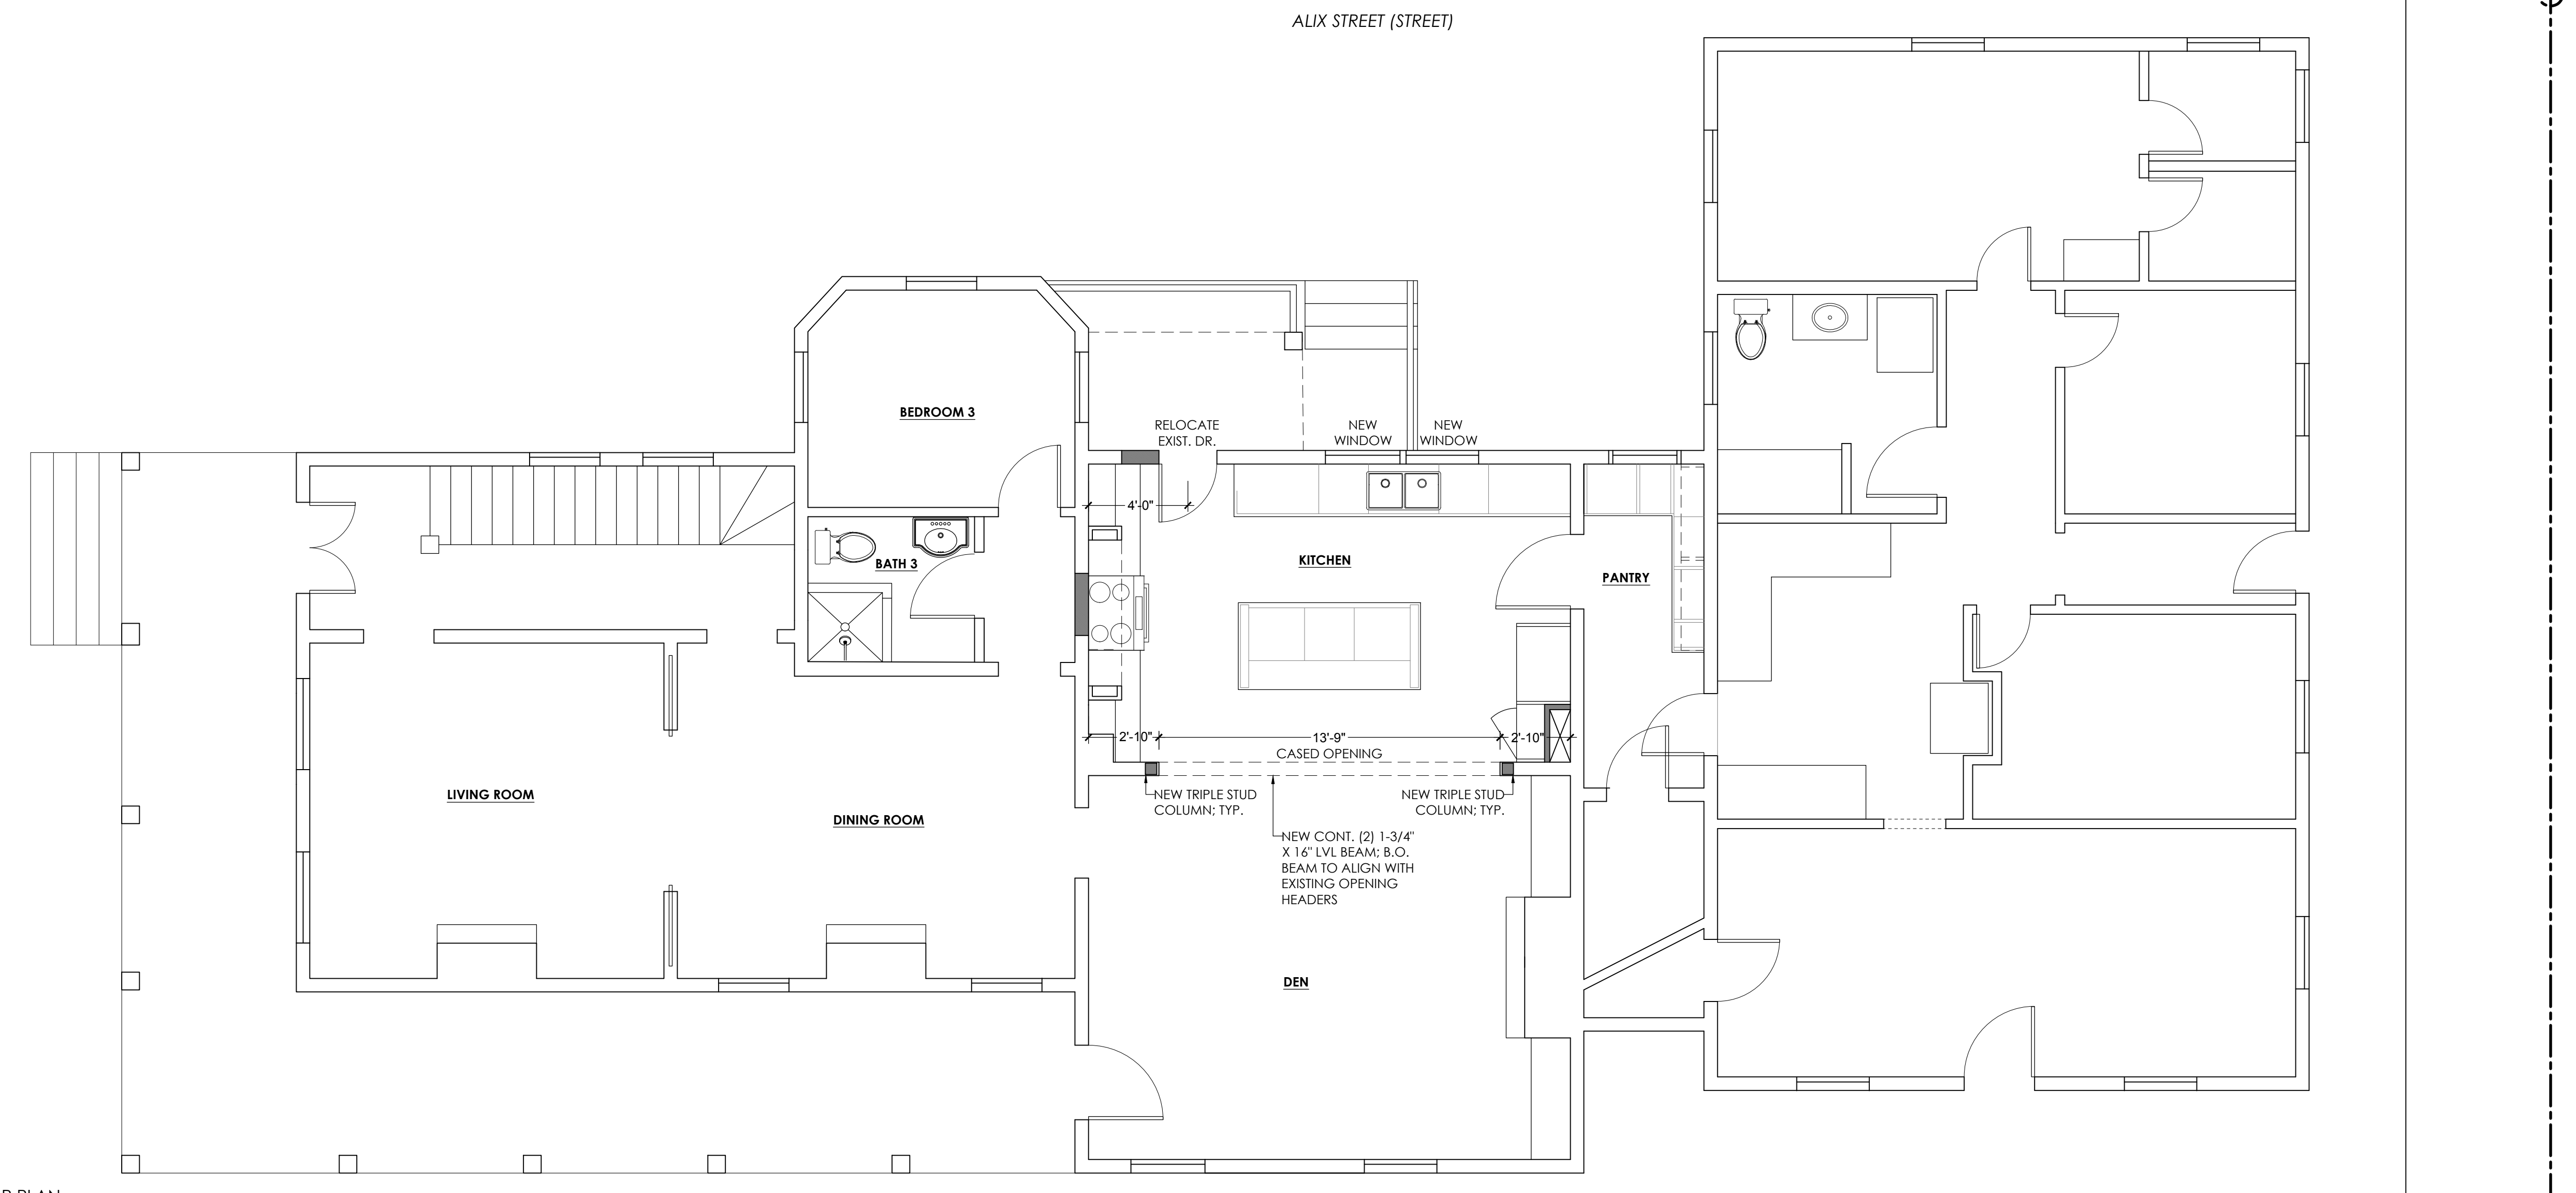 ALIX STREET (STREET)
BEDROOM 3
RELOCATE
EXIST. DR.
NEW
WINDOW
NEW
WINDOW
4'-0"
BATH 3
KITCHEN
PANTRY
2'-10"
13'-9"
2'-10"
CASED OPENING
LIVING ROOM
DINING ROOM
NEW TRIPLE STUD
COLUMN; TYP.
NEW TRIPLE STUD
COLUMN; TYP.
NEW CONT. (2) 1-3/4"
X 16" LVL BEAM; B.O.
BEAM TO ALIGN WITH
EXISTING OPENING
HEADERS
DEN